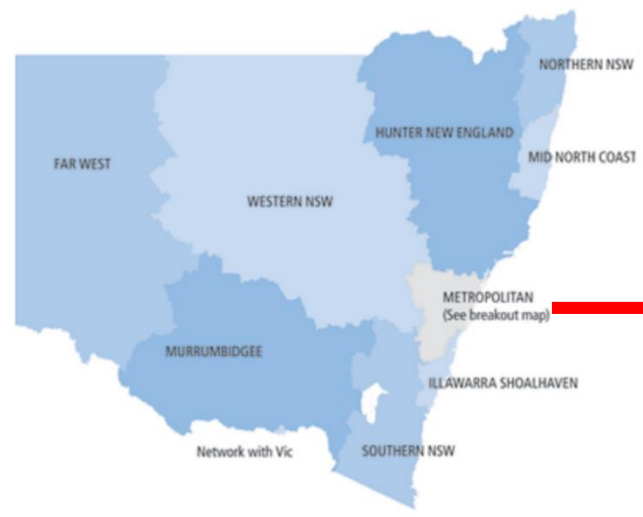 NORTHERN NSW
HUNTER NEW ENGLAND
MID NORTH COAST
FAR WEST
WESTERN NSW
METROPOLITAN
(See breakout map)
MURRUMBIDGEE
ILLAWARRA SHOALHAVEN
Network with Vic
SOUTHERN NSW